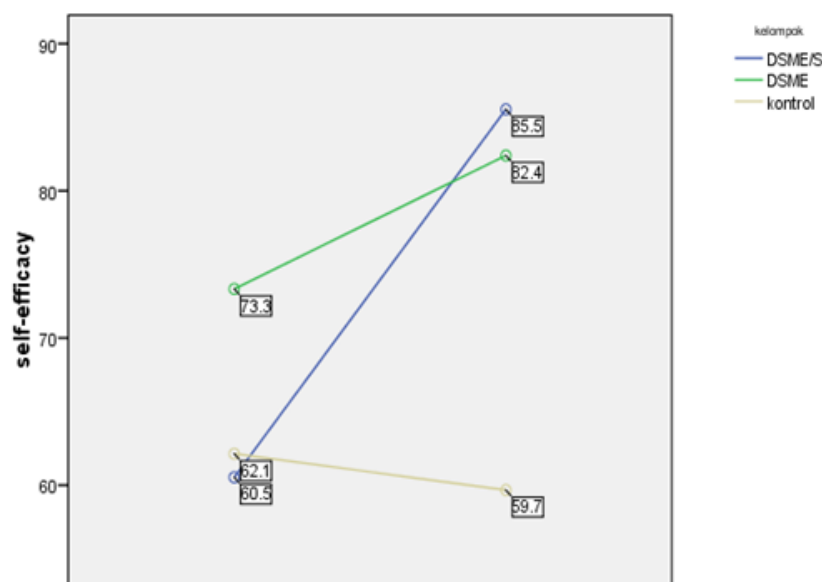 kelompok
DSME/S
DSME
kontrol
90
80
70
60
self-efficacy
85.5
82.4
73.3
62.1
60.5
59.7